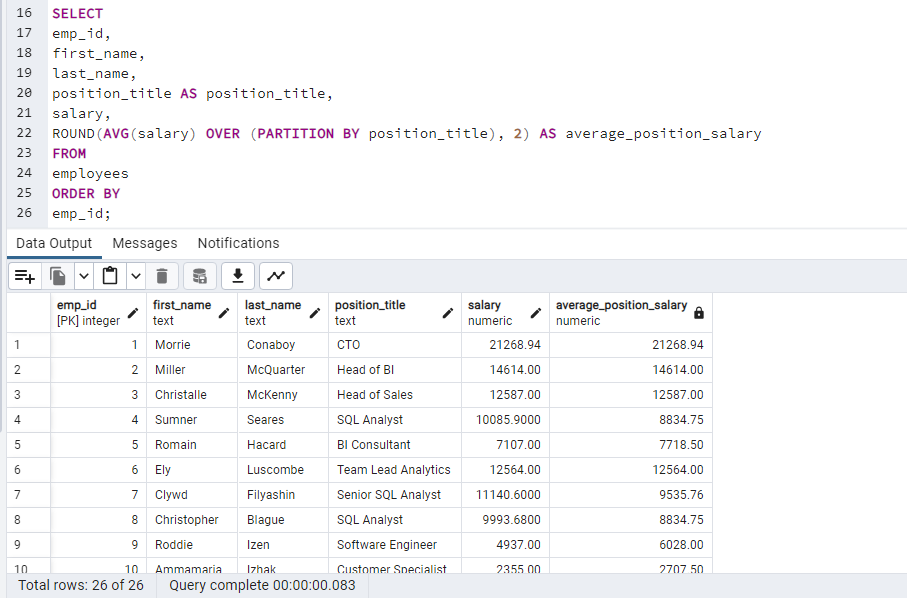 16 SELECT
17 emp_id,
18 first_name,
19 last_name,
20 position_title AS position_title,
21 salary,
22 ROUND(AVG(salary) OVER (PARTITION BY position_title), 2) AS average_position_salary
23 FROM
24 employees
25 ORDER BY
26 emp_id;
Data Output Messages Notifications
emp_id first_name last_name position_title salary average_position_salary
[PK] integer text text text numeric numeric
1 1 Morrie Conaboy CTO 21268.94 21268.94
2 2 Miller McQuarter Head of BI 14614.00 14614.00
3 3 Christalle McKenny Head of Sales 12587.00 12587.00
4 4 Sumner Seares SQL Analyst 10085.9000 8834.75
5 5 Romain Hacard BI Consultant 7107.00 7718.50
6 6 Ely Luscombe Team Lead Analytics 12564.00 12564.00
7 7 Clywd Filyashin Senior SQL Analyst 11140.6000 9535.76
8 8 Christopher Blague SQL Analyst 9993.6800 8834.75
9 9 Roddie Izen Software Engineer 4937.00 6028.00
10 10 Ammamaria Izhak Customer Specialist 2355.00 2707.50
Total rows: 26 of 26 Query complete 00:00:00.083